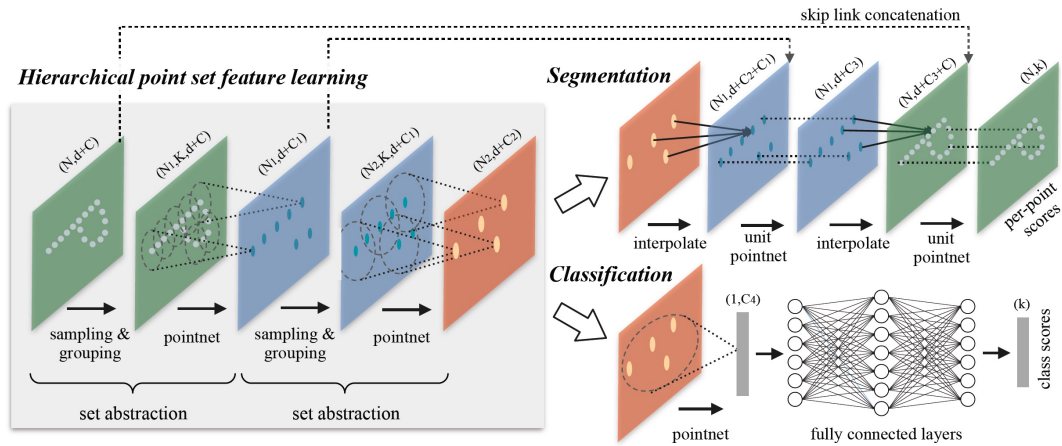 skip link concatenation
Hierarchical point set feature learning
(N,d+C)
(N1,K,d+C)
(N1,d+C1)
(N2,K,d+C1)
(N2,d+C2)
sampling &
grouping
pointnet
sampling &
grouping
pointnet
set abstraction
set abstraction
Segmentation
(N1,d+C2+C1)
(N1,d+C3)
(N,d+C3+C)
(N,k)
interpolate
unit
pointnet
interpolate
unit
pointnet
per-point
scores
Classification
(1,C4)
(k)
class scores
pointnet
fully connected layers